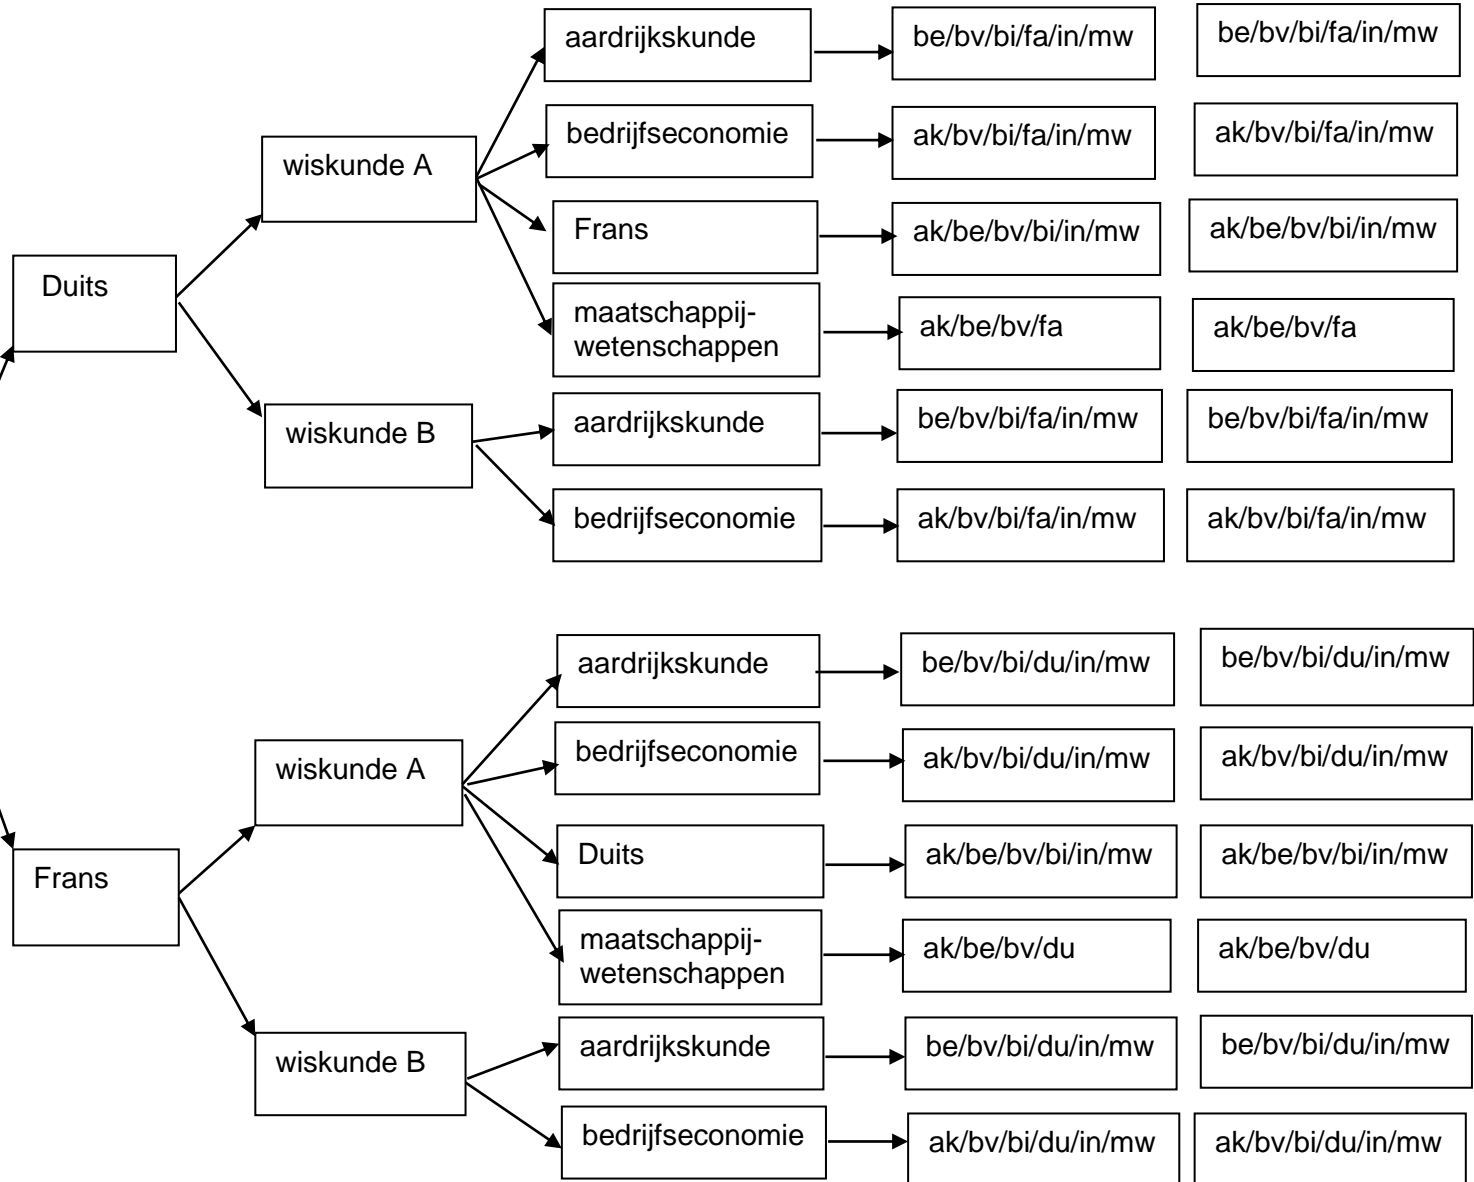 aardrijkskunde
be/bv/bi/fa/in/mw
be/bv/bi/fa/in/mw
bedrijfseconomie
ak/bv/bi/fa/in/mw
ak/bv/bi/fa/in/mw
wiskunde A
Frans
ak/be/bv/bi/in/mw
ak/be/bv/bi/in/mw
Duits
maatschappij-
wetenschappen
ak/be/bv/fa
ak/be/bv/fa
wiskunde B
aardrijkskunde
be/bv/bi/fa/in/mw
be/bv/bi/fa/in/mw
bedrijfseconomie
ak/bv/bi/fa/in/mw
ak/bv/bi/fa/in/mw
aardrijkskunde
be/bv/bi/du/in/mw
be/bv/bi/du/in/mw
wiskunde A
bedrijfseconomie
ak/bv/bi/du/in/mw
ak/bv/bi/du/in/mw
Duits
ak/be/bv/bi/in/mw
ak/be/bv/bi/in/mw
Frans
maatschappij-
wetenschappen
ak/be/bv/du
ak/be/bv/du
wiskunde B
aardrijkskunde
be/bv/bi/du/in/mw
be/bv/bi/du/in/mw
bedrijfseconomie
ak/bv/bi/du/in/mw
ak/bv/bi/du/in/mw